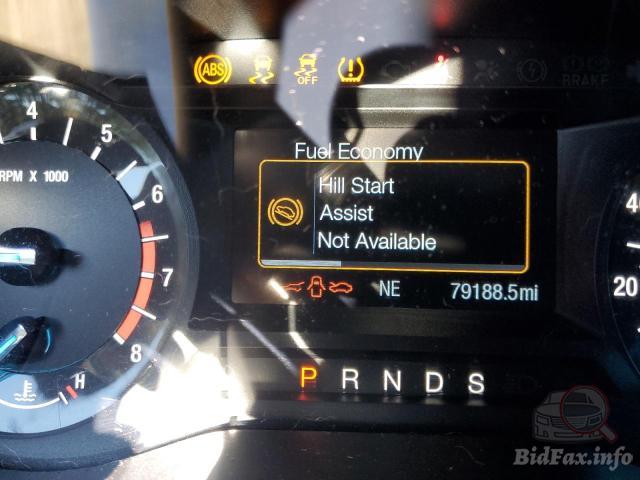 ABS
OFF
BRAKE
4
5
6
7
8
RPM X 1000
H
Fuel Economy
Hill Start
Assist
Not Available
NE 79188.5mi
P R N D S
40
20
BidFax.info